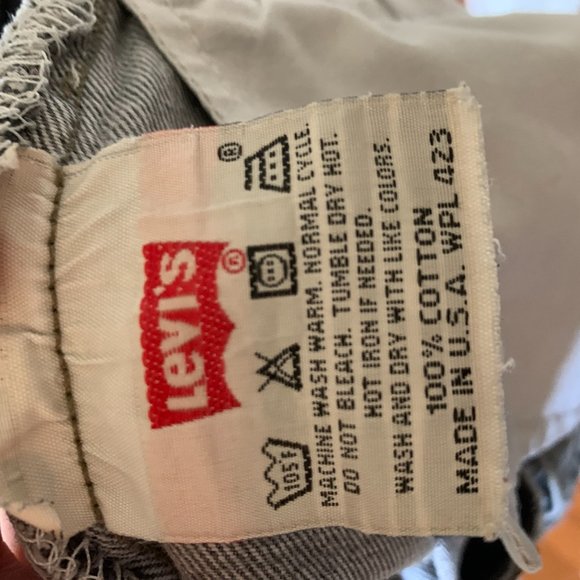 Levi's
®
105F
®
MACHINE WASH WARM. NORMAL CYCLE.
DO NOT BLEACH. TUMBLE DRY HOT.
HOT IRON IF NEEDED.
WASH AND DRY WITH LIKE COLORS.
100% COTTON
MADE IN U.S.A. WPL 423